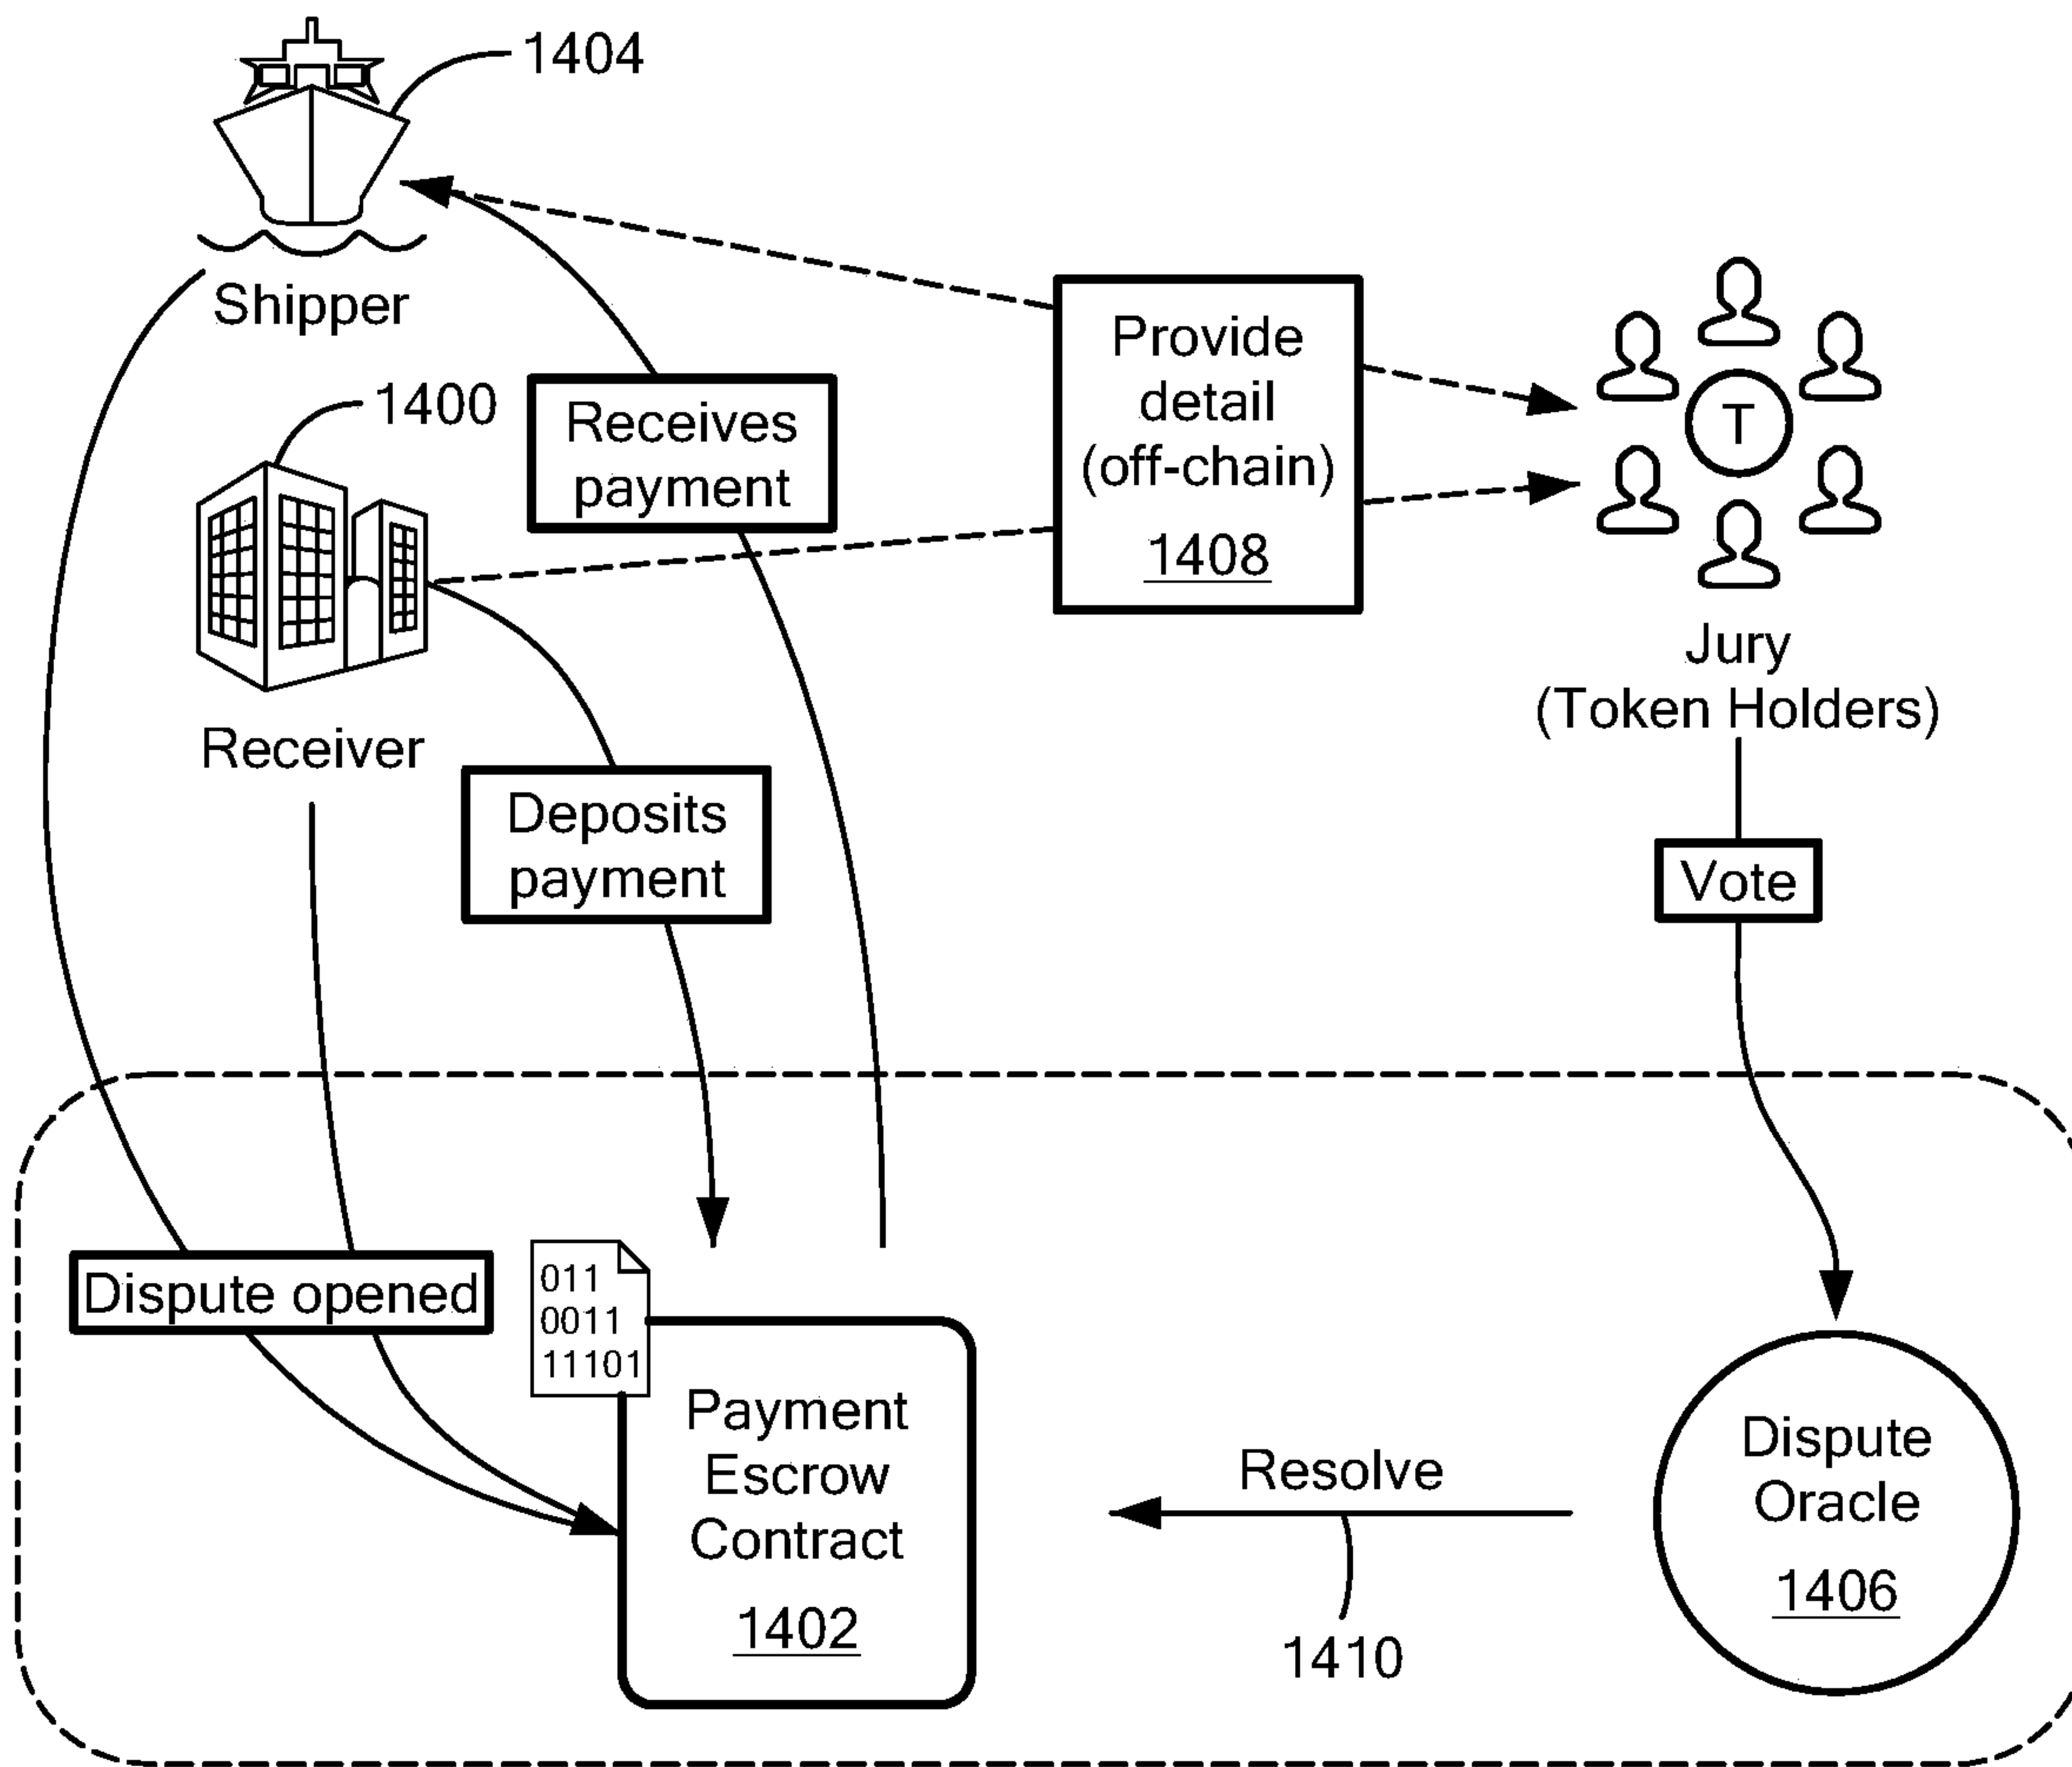 1404
Shipper
1400
Receives
payment
Provide
detail
(off-chain)
1408
T
Jury
(Token Holders)
Receiver
Deposits
payment
Vote
Dispute opened
011
0011
11101
Payment
Escrow
Contract
1402
Resolve
1410
Dispute
Oracle
1406